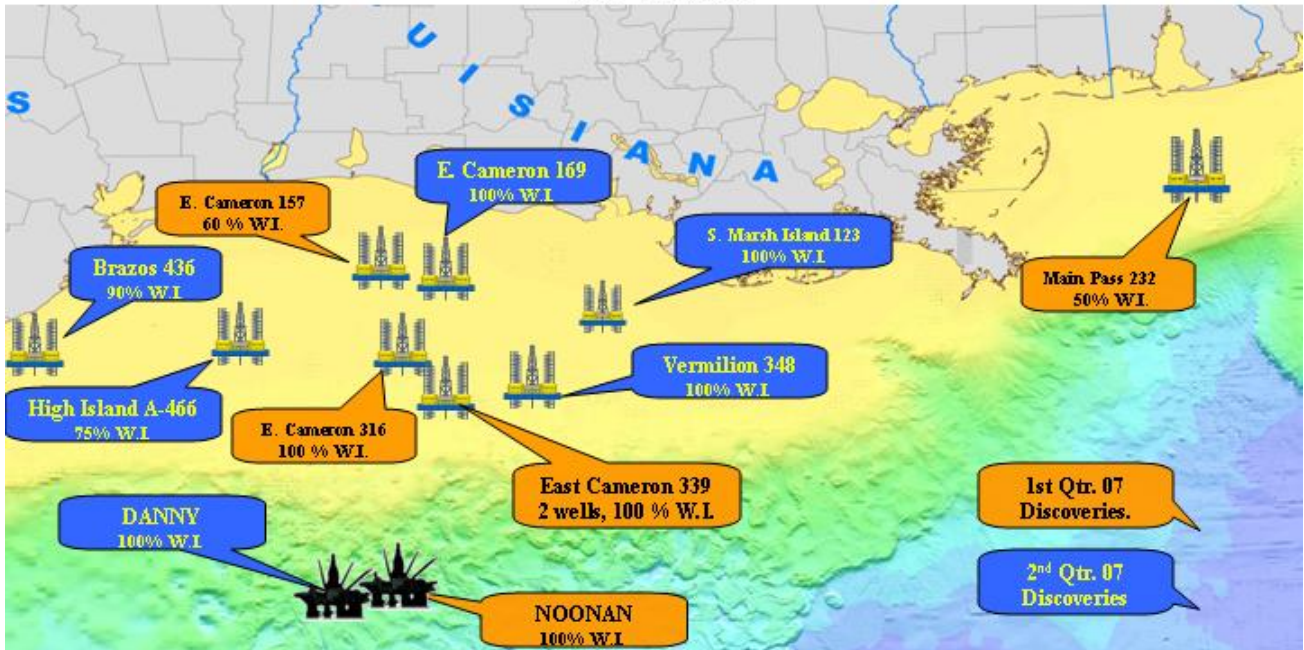 S
U
I
S
I
A
N
A
E. Cameron 169
100% W.I.
E. Cameron 157
60 % W.I.
S. Marsh Island 123
100% W.I.
Brazos 436
90% W.I.
Main Pass 232
50% W.I.
Vermilion 348
100% W.I.
High Island A-466
75% W.I.
E. Cameron 316
100 % W.I.
East Cameron 339
2 wells, 100 % W.I.
1st Qtr. 07
Discoveries.
DANNY
100% W.I.
2nd Qtr. 07
Discoveries
NOONAN
100% W.I.